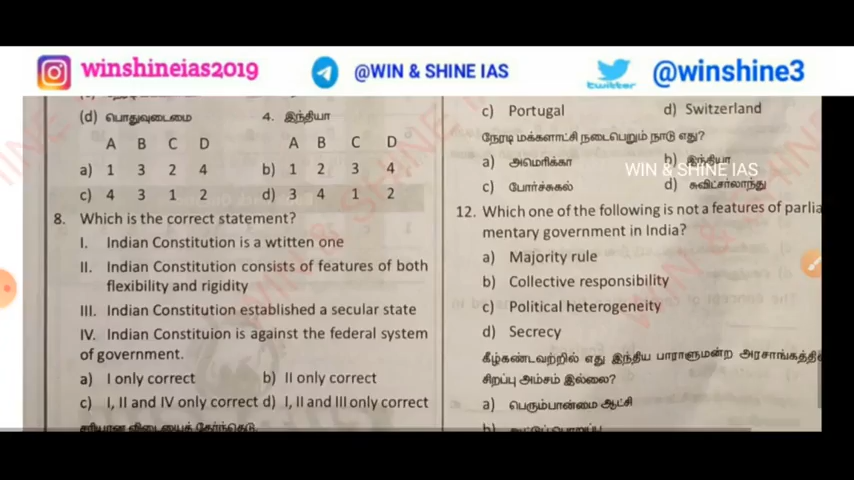 winshineias2019
@WIN & SHINE IAS
twitter
@winshine3
(d) பொதுவுடைமை 4. இந்தியா
A B C D A B C D
a) 1 3 2 4 b) 1 2 3 4
c) 4 3 1 2 d) 3 4 1 2
8. Which is the correct statement?
I. Indian Constitution is a wtitten one
II. Indian Constitution consists of features of both
flexibility and rigidity
III. Indian Constitution established a secular state
IV. Indian Constituion is against the federal system
of government.
a) I only correct b) II only correct
c) I, II and IV only correct d) I, II and III only correct
சரியான விடையைத் தேர்ந்தெடு.
c) Portugal d) Switzerland
நேரடி மக்களாட்சி நடைபெறும் நாடு எது?
a) அமெரிக்கா b) இந்தியா
WIN & SHINE IAS
c) போர்ச்சுகல் d) சுவிட்சர்லாந்து
12. Which one of the following is not a features of parlia
mentary government in India?
a) Majority rule
b) Collective responsibility
c) Political heterogeneity
d) Secrecy
கீழ்கண்டவற்றில் எது இந்திய பாராளுமன்ற அரசாங்கத்தி
சிறப்பு அம்சம் இல்லை?
a) பெரும்பான்மை ஆட்சி
b)